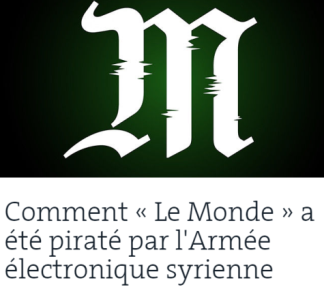 M
Comment « Le Monde » a
été piraté par l'Armée
électronique syrienne